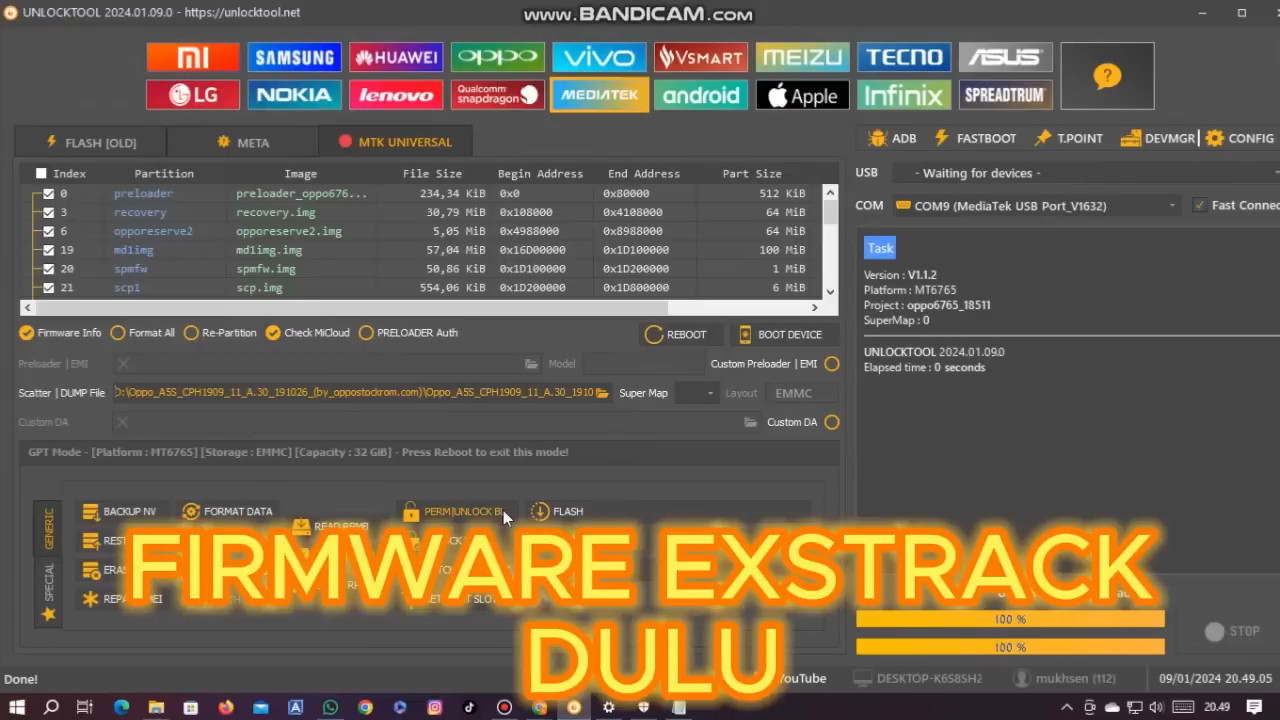 UNLOCKTOOL 2024.01.09.0 - https://unlocktool.net
www.BANDICAM.com
mi SAMSUNG HUAWEI oppo vivo VSMART MEIZU TECNO ASUS
LG NOKIA lenovo Qualcomm snapdragon MEDIATEK android Apple Infinix SPREADTRUM
?
FLASH [OLD] META MTK UNIVERSAL
ADB FASTBOOT T.POINT DEVMGR CONFIG
Index Partition Image File Size Begin Address End Address Part Size
0 preloader preloader_oppo676... 234,34 KiB 0x0 0x80000 512 KiB
3 recovery recovery.img 30,79 MiB 0x108000 0x4108000 64 MiB
6 opporeserve2 opporeserve2.img 5,05 MiB 0x4988000 0x8988000 64 MiB
19 md1img md1img.img 57,04 MiB 0x16D00000 0x1D100000 100 MiB
20 spmfw spmfw.img 50,86 KiB 0x1D100000 0x1D200000 1 MiB
21 scp1 scp.img 554,06 KiB 0x1D200000 0x1D800000 6 MiB
USB - Waiting for devices -
COM COM9 (MediaTek USB Port_V1632) Fast Connec
Task
Version : V1.1.2
Platform : MT6765
Project : oppo6765_18511
SuperMap : 0
UNLOCKTOOL 2024.01.09.0
Elapsed time : 0 seconds
Firmware Info Format All Re-Partition Check MiCloud PRELOADER Auth REBOOT BOOT DEVICE
Preloader | EMI Model Custom Preloader | EMI
Scatter | DUMP File D:\Oppo_A5S_CPH1909_11_A.30_191026_(by_oppostockrom.com)\Oppo_A5S_CPH1909_11_A.30_1910 Super Map Layout EMMC
Custom DA Custom DA
GPT Mode - [Platform : MT6765] [Storage : EMMC] [Capacity : 32 GiB] - Press Reboot to exit this mode!
GENERIC
SPECIAL
BACKUP NV FORMAT DATA PERM|UNLOCK BL FLASH
FIRMWARE EXSTRACK
DULU
100 %
100 %
STOP
Done!
YouTube DESKTOP-K6S8SH2 mukhsen (112) 09/01/2024 20.49.05
20.49